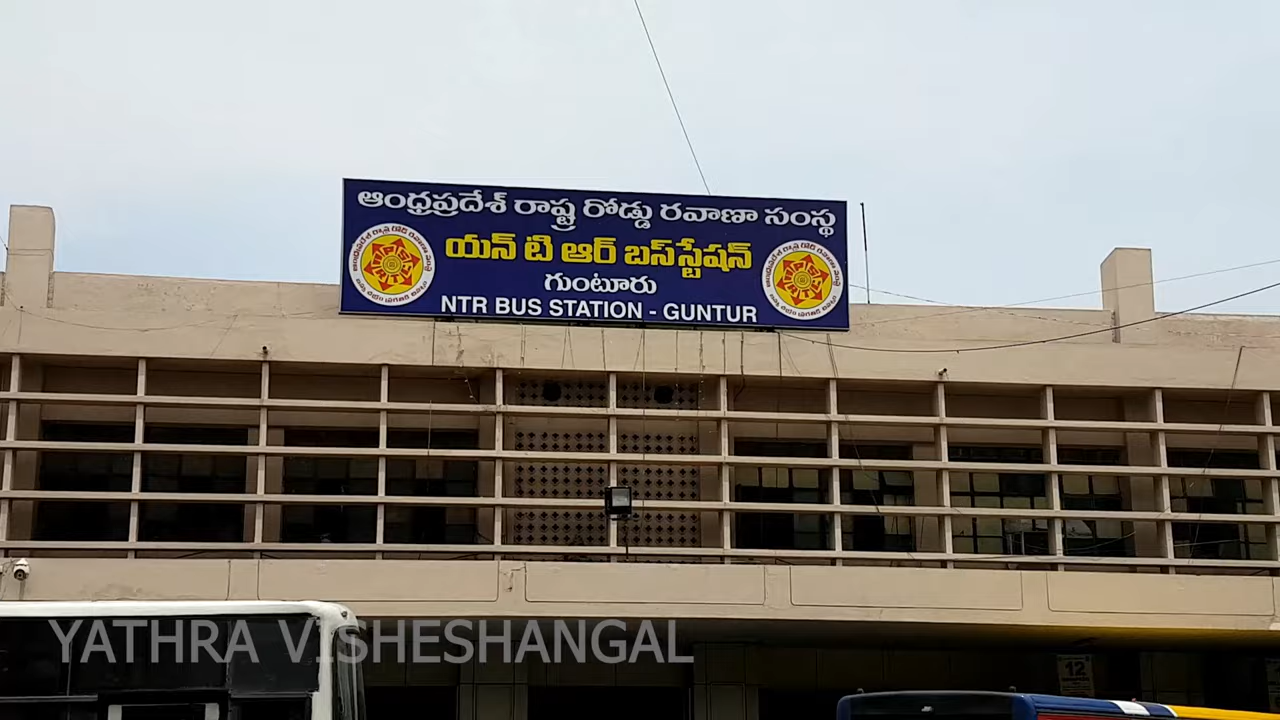 ఆంధ్రప్రదేశ్ రాష్ట్ర రోడ్డు రవాణా సంస్థ
యన్ టి ఆర్ బస్‌స్టేషన్
గుంటూరు
NTR BUS STATION - GUNTUR
YATHRA VISHESHANGAL
12